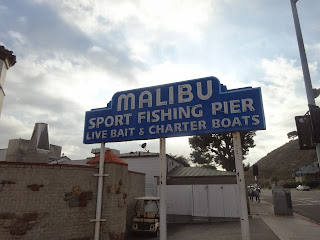 MALIBU
SPORT FISHING PIER
LIVE BAIT & CHARTER BOATS